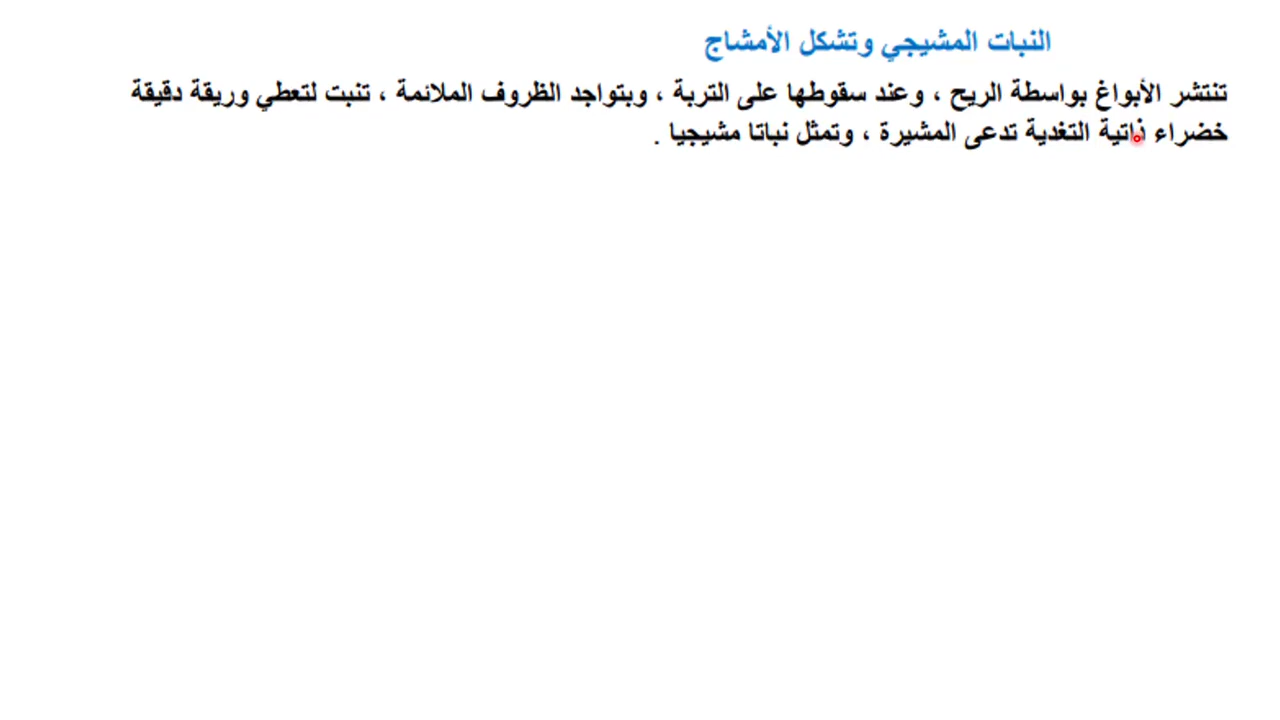 النبات المشيجي وتشكل الأمشاج
تنتشر الأبواغ بواسطة الريح ، وعند سقوطها على التربة ، وبتواجد الظروف الملائمة ، تنبت لتعطي وريقة دقيقة
خضراء ذاتية التغدية تدعى المشيرة ، وتمثل نباتا مشيجيا .